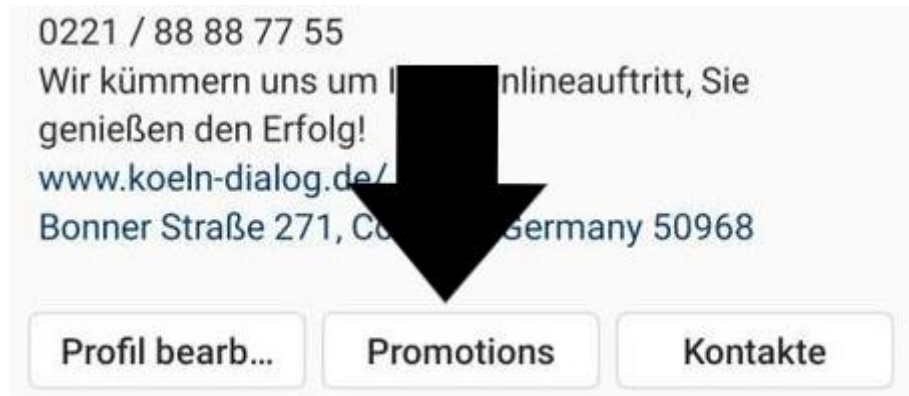 0221 / 88 88 77 55
Wir kümmern uns um nlineauftritt, Sie
genießen den Erfolg!
www.koeln-dialog.de/
Bonner Straße 271, Germany 50968
Profil bearb...
Promotions
Kontakte